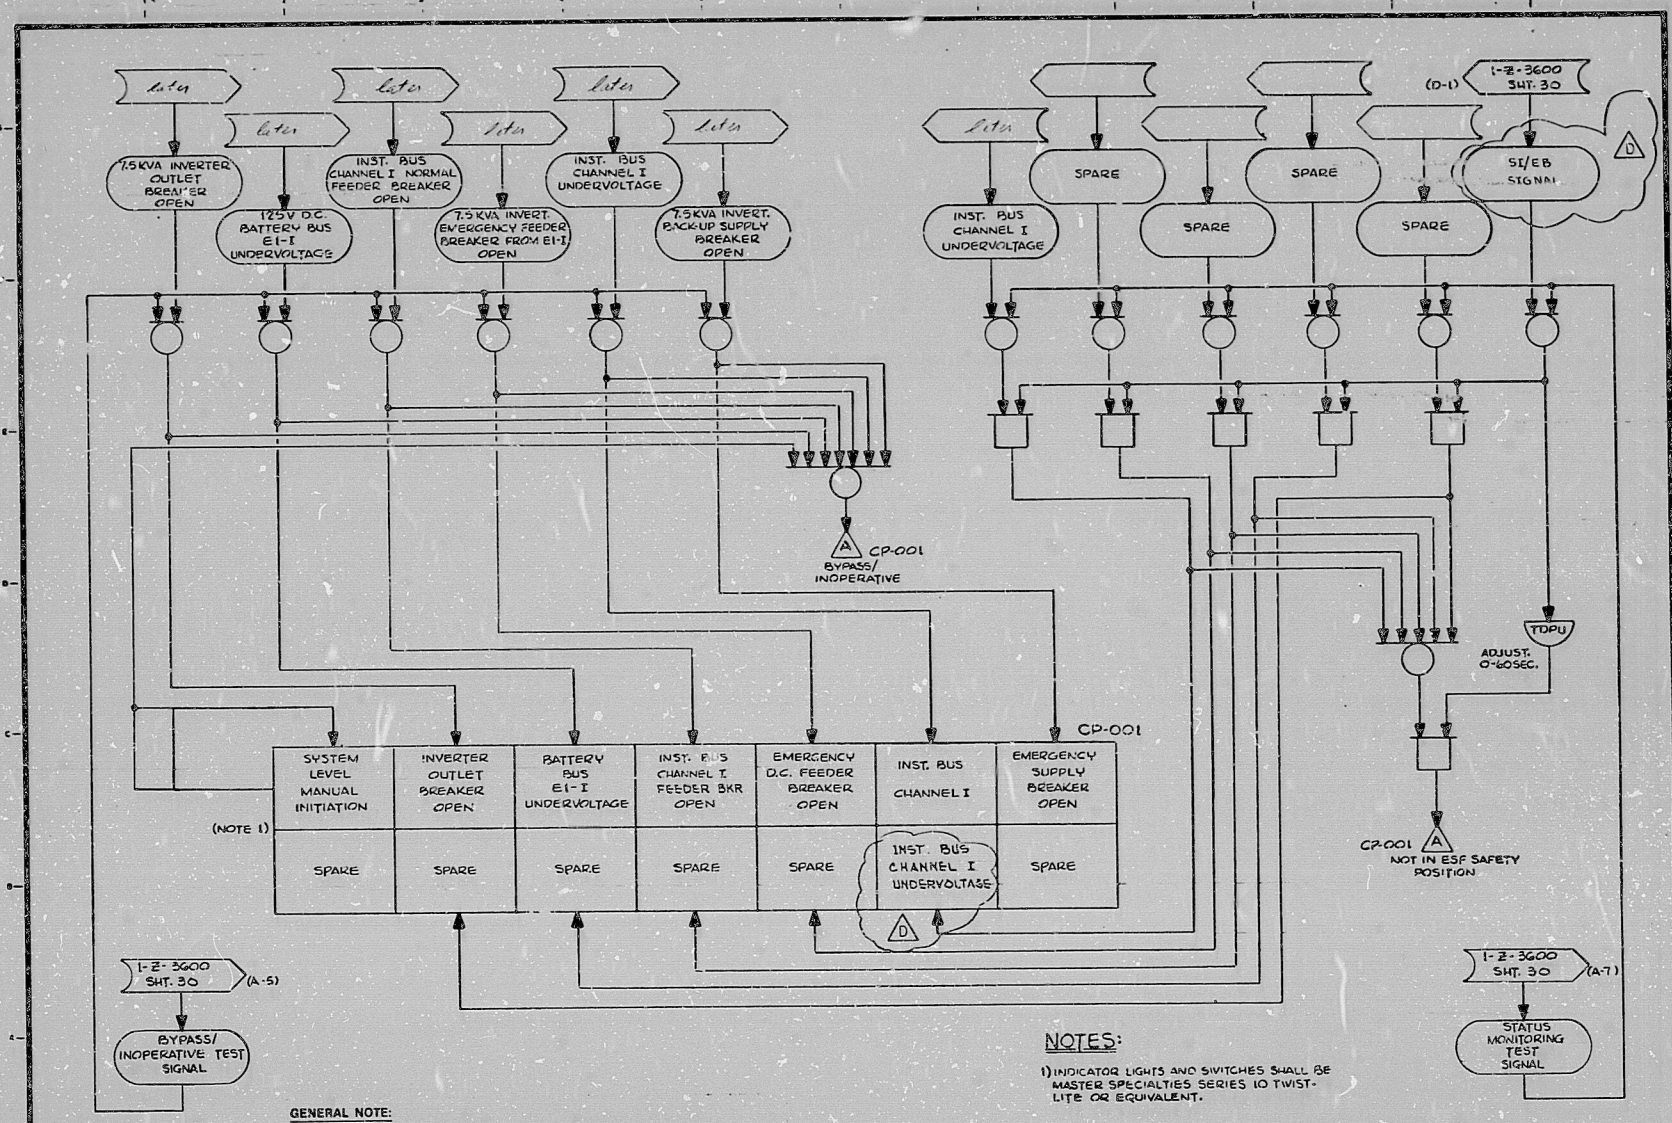 later
later
later
later
later
later
later
1-Z-3600
(D-1)
SHT. 30
D
7.5 KVA INVERTER
OUTLET
BREAKER
OPEN
125V D.C.
BATTERY BUS
E1-I
UNDERVOLTAGE
INST. BUS
CHANNEL I NORMAL
FEEDER BREAKER
OPEN
7.5 KVA INVERT.
EMERGENCY FEEDER
BREAKER FROM E1-I
OPEN
INST. BUS
CHANNEL I
UNDERVOLTAGE
7.5 KVA INVERT.
BACK-UP SUPPLY
BREAKER
OPEN
INST. BUS
CHANNEL I
UNDERVOLTAGE
SPARE
SPARE
SPARE
SPARE
SI/EB
SIGNAL
A
CP-001
BYPASS/
INOPERATIVE
TDPU
ADJUST.
0-60SEC.
CP-001
SYSTEM
LEVEL
MANUAL
INITIATION
INVERTER
OUTLET
BREAKER
OPEN
BATTERY
BUS
E1-I
UNDERVOLTAGE
INST. BUS
CHANNEL I
FEEDER BKR
OPEN
EMERGENCY
D.C. FEEDER
BREAKER
OPEN
INST. BUS
CHANNEL I
EMERGENCY
SUPPLY
BREAKER
OPEN
(NOTE 1)
SPARE
SPARE
SPARE
SPARE
SPARE
INST. BUS
CHANNEL I
UNDERVOLTAGE
SPARE
D
CP-001
A
NOT IN ESF SAFETY
POSITION
1-Z-3600
SHT. 30
(A-5)
BYPASS/
INOPERATIVE TEST
SIGNAL
1-Z-3600
SHT. 30
(A-7)
STATUS
MONITORING
TEST
SIGNAL
NOTES:
1) INDICATOR LIGHTS AND SWITCHES SHALL BE
MASTER SPECIALTIES SERIES 10 TWIST-
LITE OR EQUIVALENT.
GENERAL NOTE: